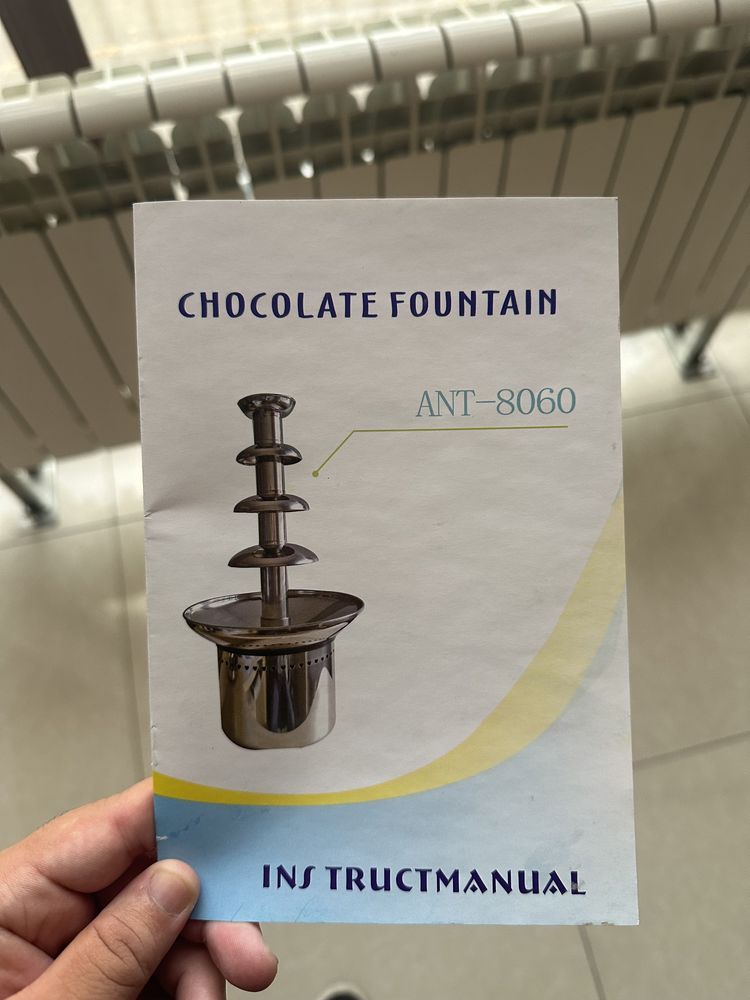 CHOCOLATE FOUNTAIN
ANT-8060
INS TRUCTMANUAL